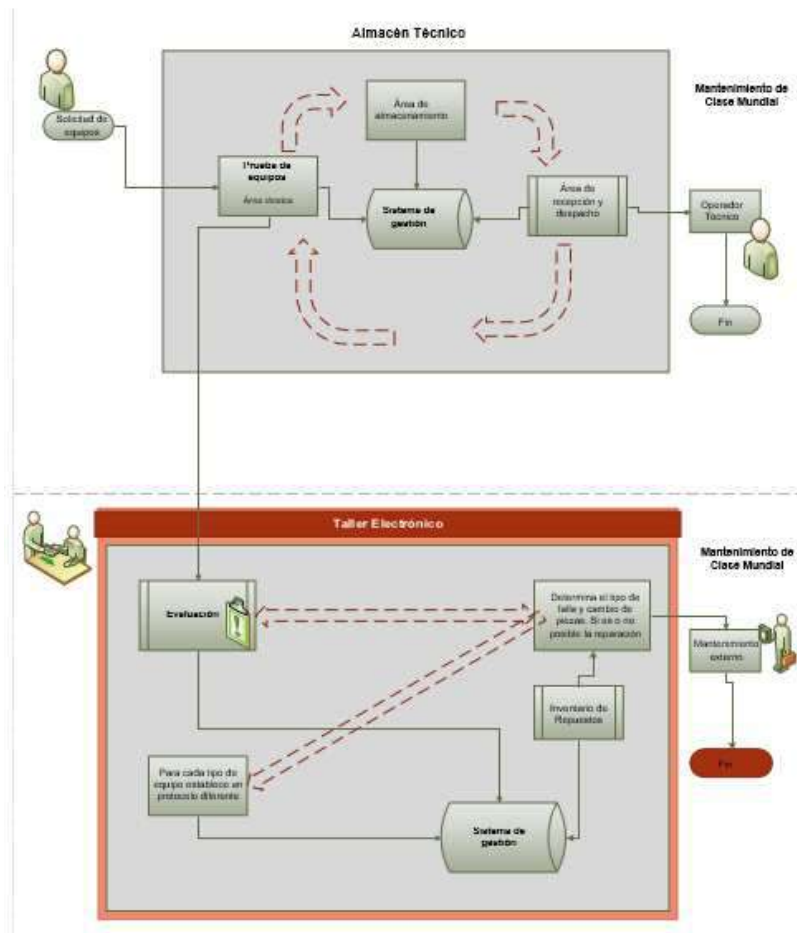 Almacén Técnico
Mantenimiento de
Clase Mundial
Solicitud de
equipos
Área de
almacenamiento
Prueba de
equipos
Área técnica
Sistema de
gestión
Área de
recepción y
despacho
Operador
Técnico
Fin
Taller Electrónico
Mantenimiento de
Clase Mundial
Evaluación
Determina el tipo de
falla y cambio de
piezas. Si es o no
posible la reparación
Mantenimiento
externo
Inventario de
Repuestos
Para cada tipo de
equipo establece un
protocolo diferente
Sistema de
gestión
Fin